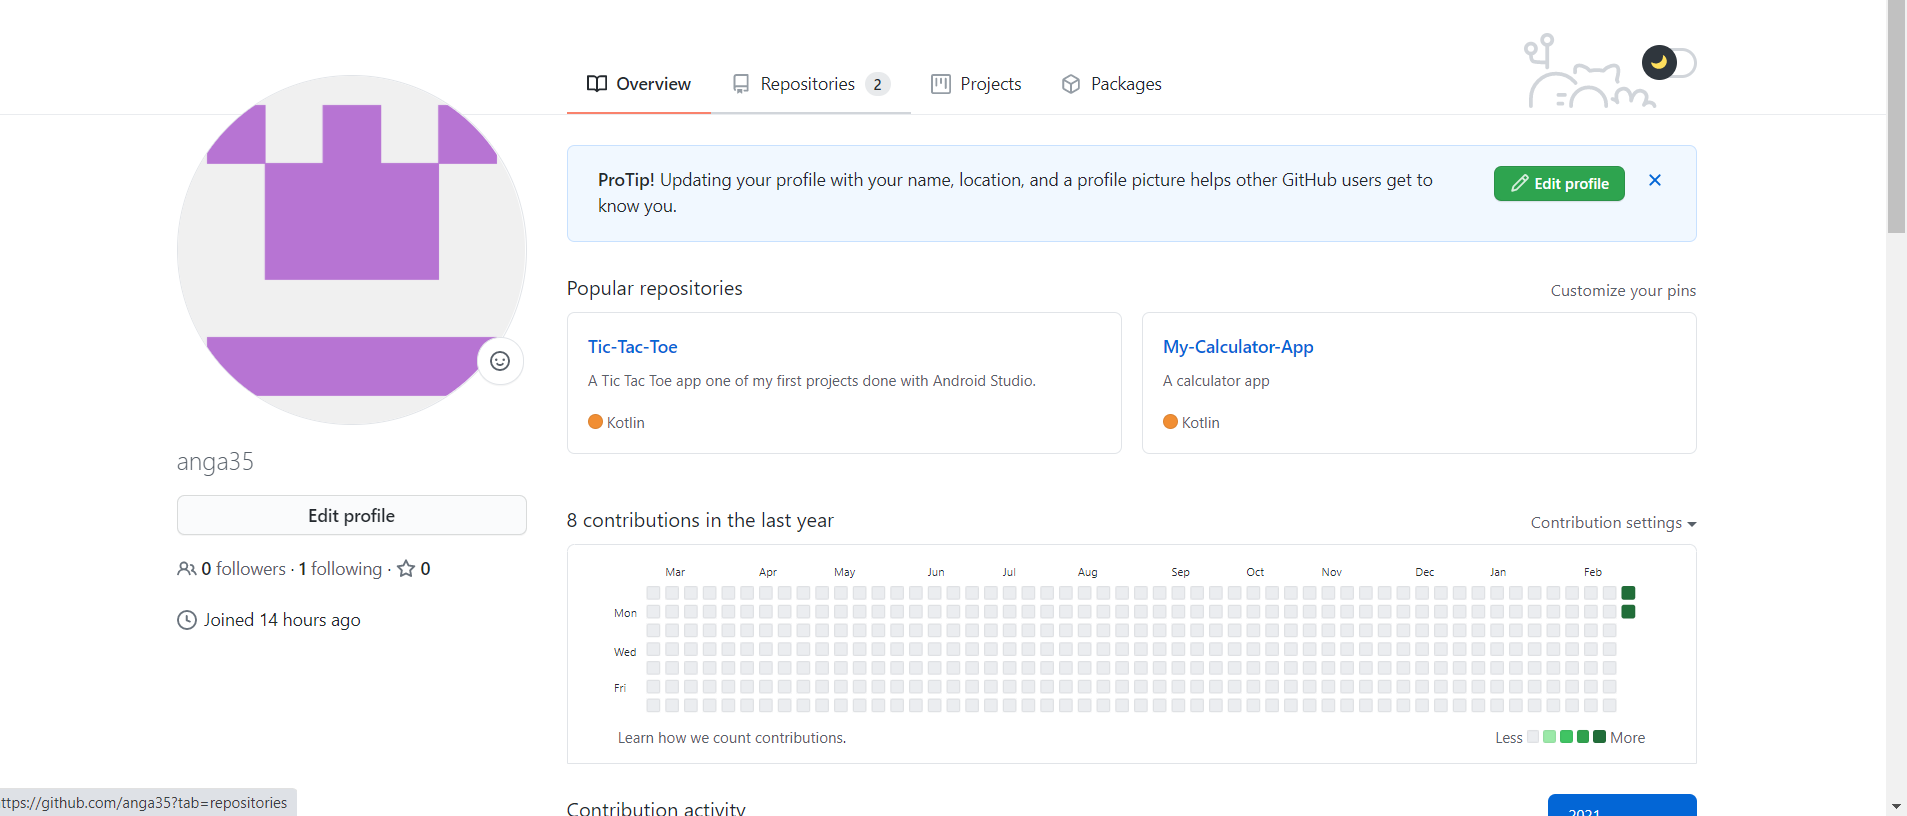 Overview
Repositories 2
Projects
Packages
ProTip! Updating your profile with your name, location, and a profile picture helps other GitHub users get to
know you.
Edit profile
Popular repositories
Customize your pins
Tic-Tac-Toe
A Tic Tac Toe app one of my first projects done with Android Studio.
Kotlin
My-Calculator-App
A calculator app
Kotlin
anga35
Edit profile
0 followers · 1 following · 0
Joined 14 hours ago
8 contributions in the last year
Contribution settings
Mar Apr May Jun Jul Aug Sep Oct Nov Dec Jan Feb
Mon
Wed
Fri
Learn how we count contributions.
Less More
Contribution activity
2021
ttps://github.com/anga35?tab=repositories